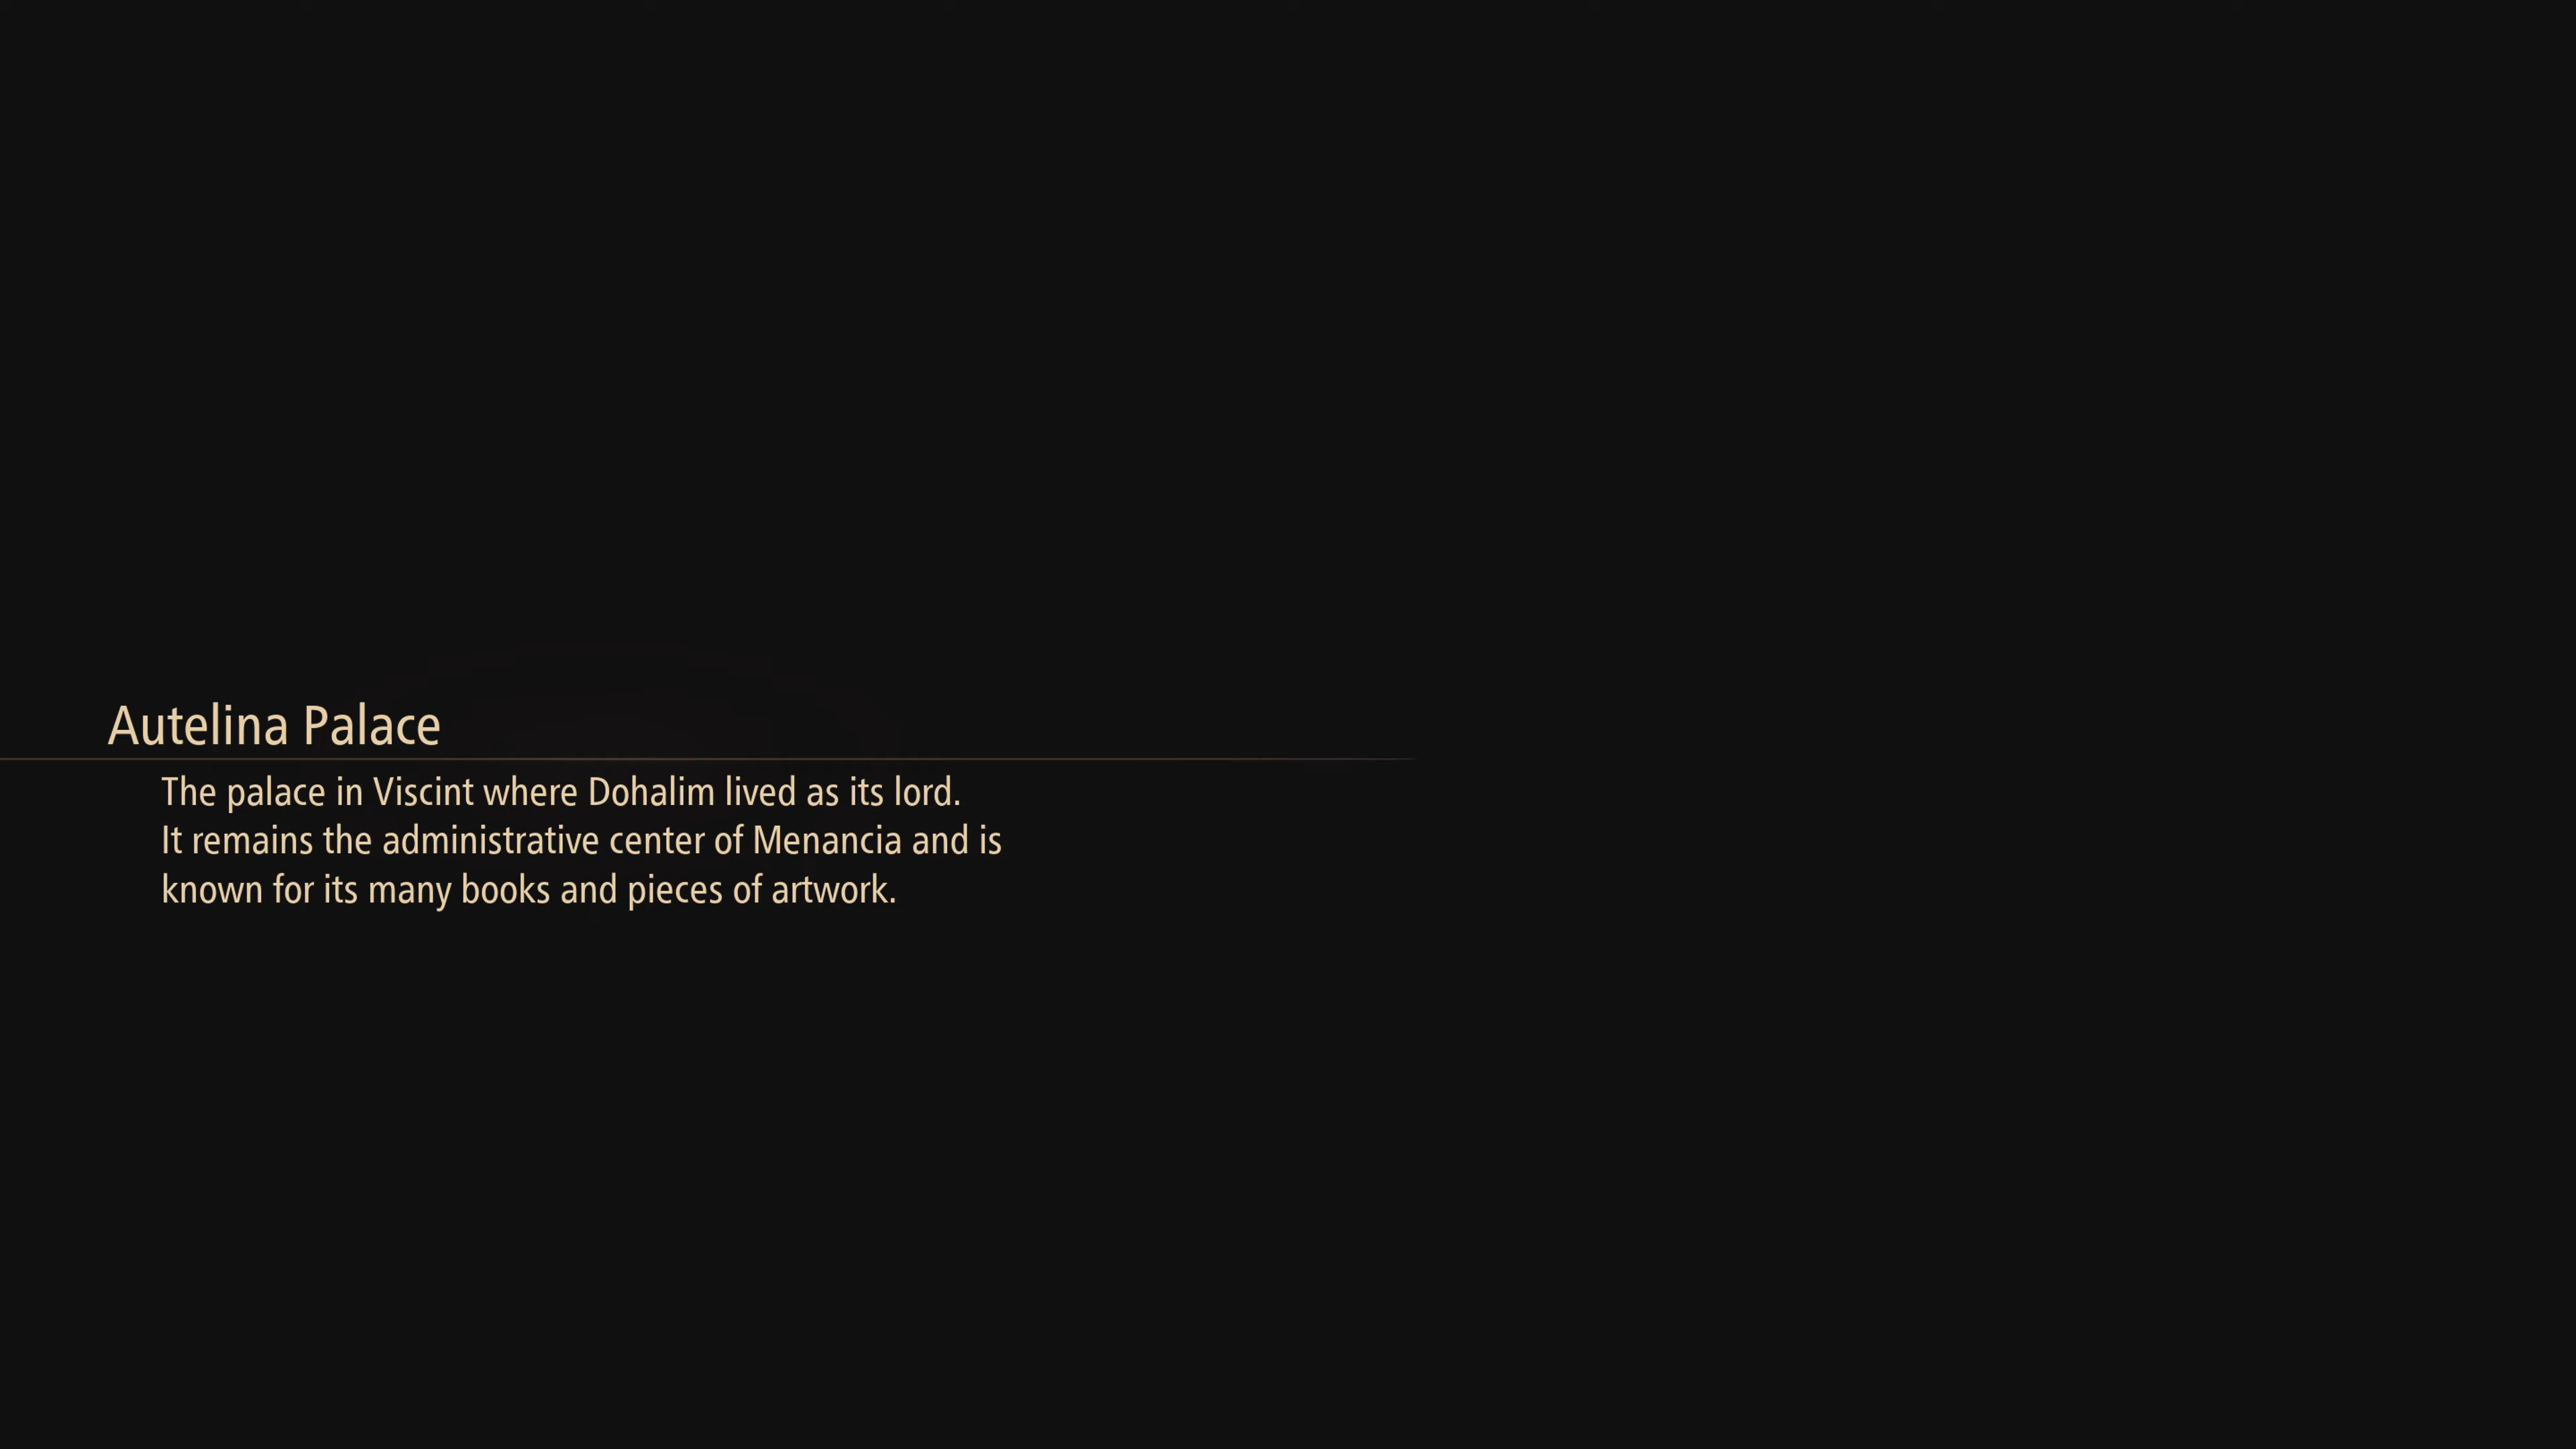 Autelina Palace
The palace in Viscint where Dohalim lived as its lord.
It remains the administrative center of Menancia and is
known for its many books and pieces of artwork.